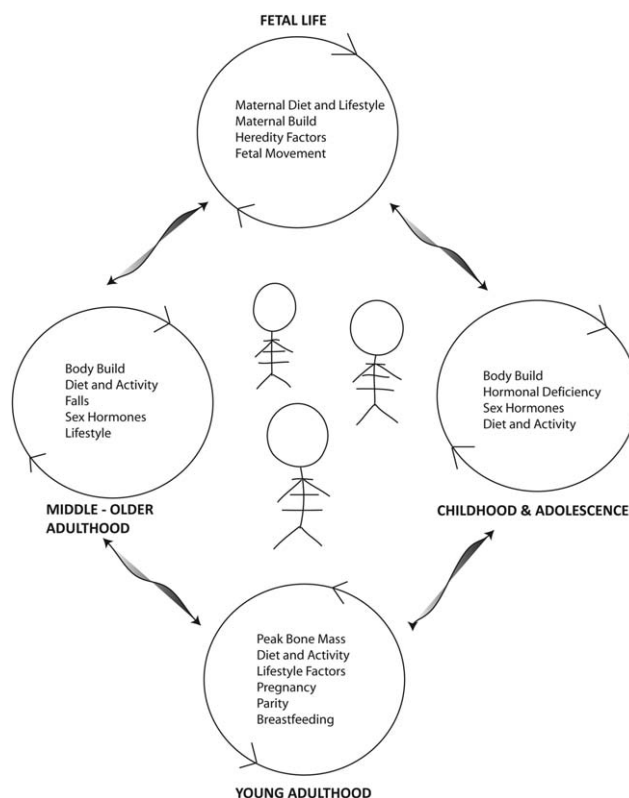 FETAL LIFE
Maternal Diet and Lifestyle
Maternal Build
Heredity Factors
Fetal Movement
Body Build
Diet and Activity
Falls
Sex Hormones
Lifestyle
MIDDLE - OLDER
ADULTHOOD
Body Build
Hormonal Deficiency
Sex Hormones
Diet and Activity
CHILDHOOD & ADOLESCENCE
Peak Bone Mass
Diet and Activity
Lifestyle Factors
Pregnancy
Parity
Breastfeeding
YOUNG ADULTHOOD